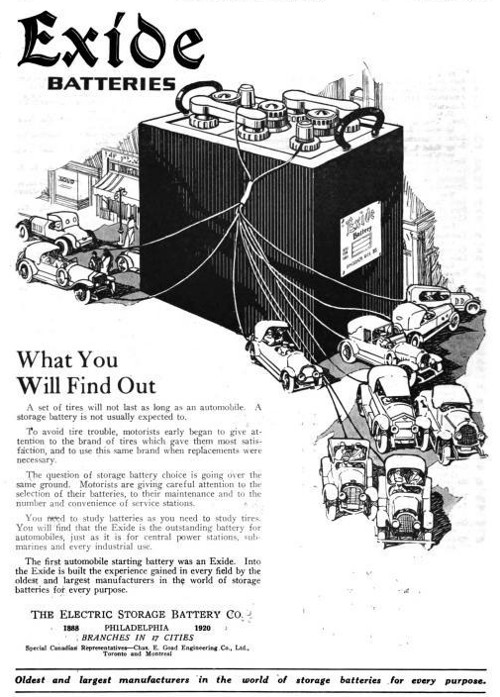 Exide
BATTERIES
Exide
Battery
What You
Will Find Out
A set of tires will not last as long as an automobile. A
storage battery is not usually expected to.
To avoid tire trouble, motorists early began to give at-
tention to the brand of tires which gave them most satis-
faction, and to use this same brand when replacements were
necessary.
The question of storage battery choice is going over the
same ground. Motorists are giving careful attention to the
selection of their batteries, to their maintenance and to the
number and convenience of service stations.
You need to study batteries as you need to study tires.
You will find that the Exide is the outstanding battery for
automobiles, just as it is for central power stations, sub-
marines and every industrial use.
The first automobile starting battery was an Exide. Into
the Exide is built the experience gained in every field by the
oldest and largest manufacturers in the world of storage
batteries for every purpose.
THE ELECTRIC STORAGE BATTERY CO.
1888 PHILADELPHIA 1920
BRANCHES IN 17 CITIES
Special Canadian Representatives—Chas. E. Goad Engineering Co., Ltd.,
Toronto and Montreal
Oldest and largest manufacturers in the world of storage batteries for every purpose.